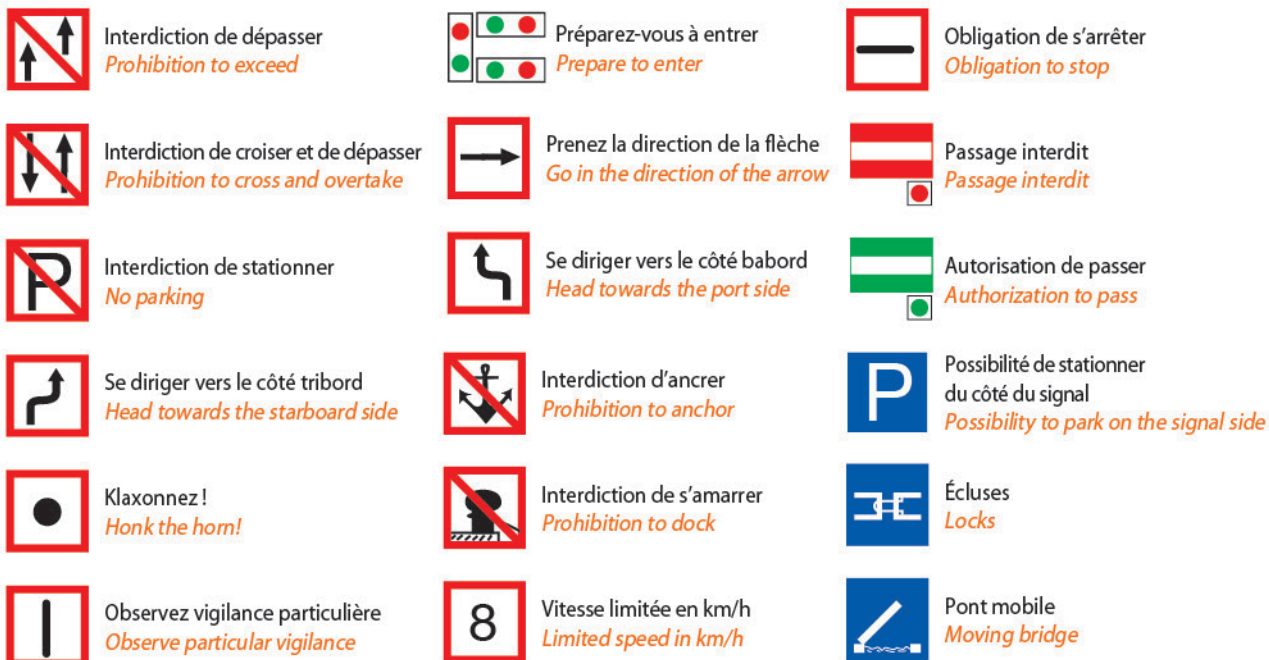 Interdiction de dépasser
Prohibition to exceed
Interdiction de croiser et de dépasser
Prohibition to cross and overtake
P
Interdiction de stationner
No parking
Se diriger vers le côté tribord
Head towards the starboard side
Klaxonnez !
Honk the horn!
Observez vigilance particulière
Observe particular vigilance
Préparez-vous à entrer
Prepare to enter
Prenez la direction de la flèche
Go in the direction of the arrow
Se diriger vers le côté babord
Head towards the port side
Interdiction d'ancrer
Prohibition to anchor
Interdiction de s'amarrer
Prohibition to dock
8
Vitesse limitée en km/h
Limited speed in km/h
Obligation de s'arrêter
Obligation to stop
Passage interdit
Passage interdit
Autorisation de passer
Authorization to pass
P
Possibilité de stationner
du côté du signal
Possibility to park on the signal side
Écluses
Locks
Pont mobile
Moving bridge